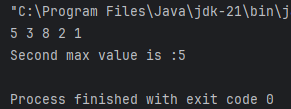 "C:\Program Files\Java\jdk-21\bin\j
5 3 8 2 1
Second max value is :5
Process finished with exit code 0